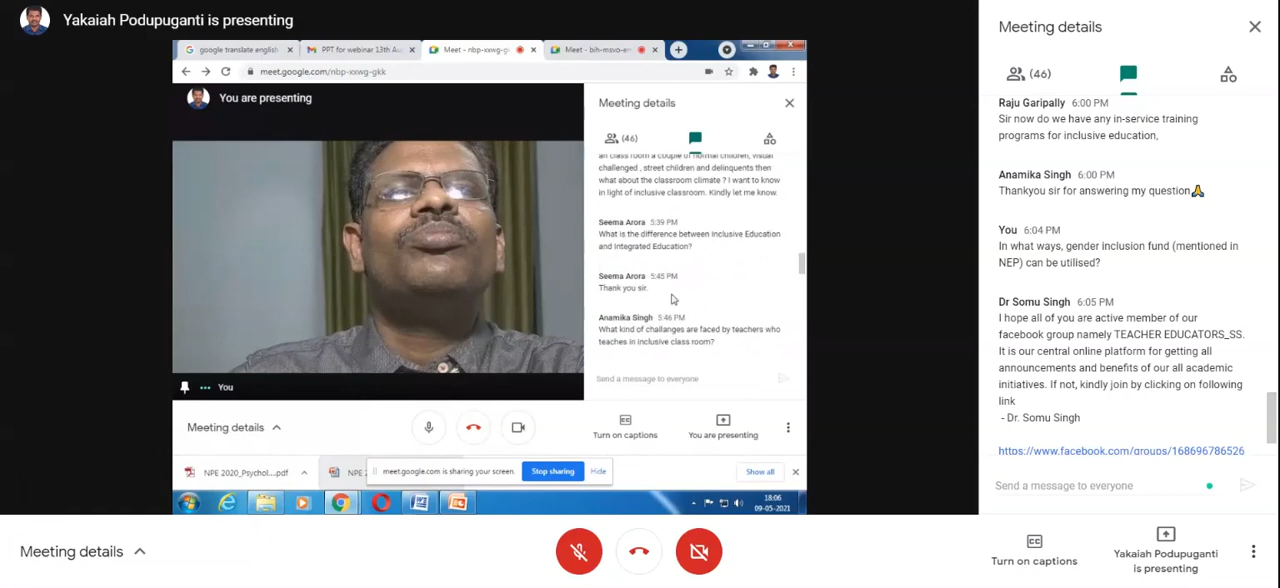 Yakaiah Podupuganti is presenting
google translate english
PPT for webinar 13th Au
Meet - nbp-xxwg-g
Meet - bih-msvo-en
meet.google.com/nbp-xxwg-gkk
You are presenting
Meeting details
(46)
an class room a couple of normal children, visual
challenged , street children and delinquents then
what about the classroom climate ? I want to know
in light of inclusive classroom. Kindly let me know.
Seema Arora 5:39 PM
What is the difference between Inclusive Education
and Integrated Education?
Seema Arora 5:45 PM
Thank you sir.
Anamika Singh 5:46 PM
What kind of challanges are faced by teachers who
teaches in inclusive class room?
Send a message to everyone
You
Meeting details
Turn on captions
You are presenting
NPE 2020_Psychol....pdf
NPE
meet.google.com is sharing your screen.
Stop sharing
Hide
Show all
18:06
09-05-2021
Meeting details
(46)
Raju Garipally 6:00 PM
Sir now do we have any in-service training
programs for inclusive education,
Anamika Singh 6:00 PM
Thankyou sir for answering my question🙏
You 6:04 PM
In what ways, gender inclusion fund (mentioned in
NEP) can be utilised?
Dr Somu Singh 6:05 PM
I hope all of you are active member of our
facebook group namely TEACHER EDUCATORS_SS.
It is our central online platform for getting all
announcements and benefits of our all academic
initiatives. If not, kindly join by clicking on following
link
- Dr. Somu Singh
https://www.facebook.com/groups/168696786526
Send a message to everyone
Meeting details
Turn on captions
Yakaiah Podupuganti
is presenting